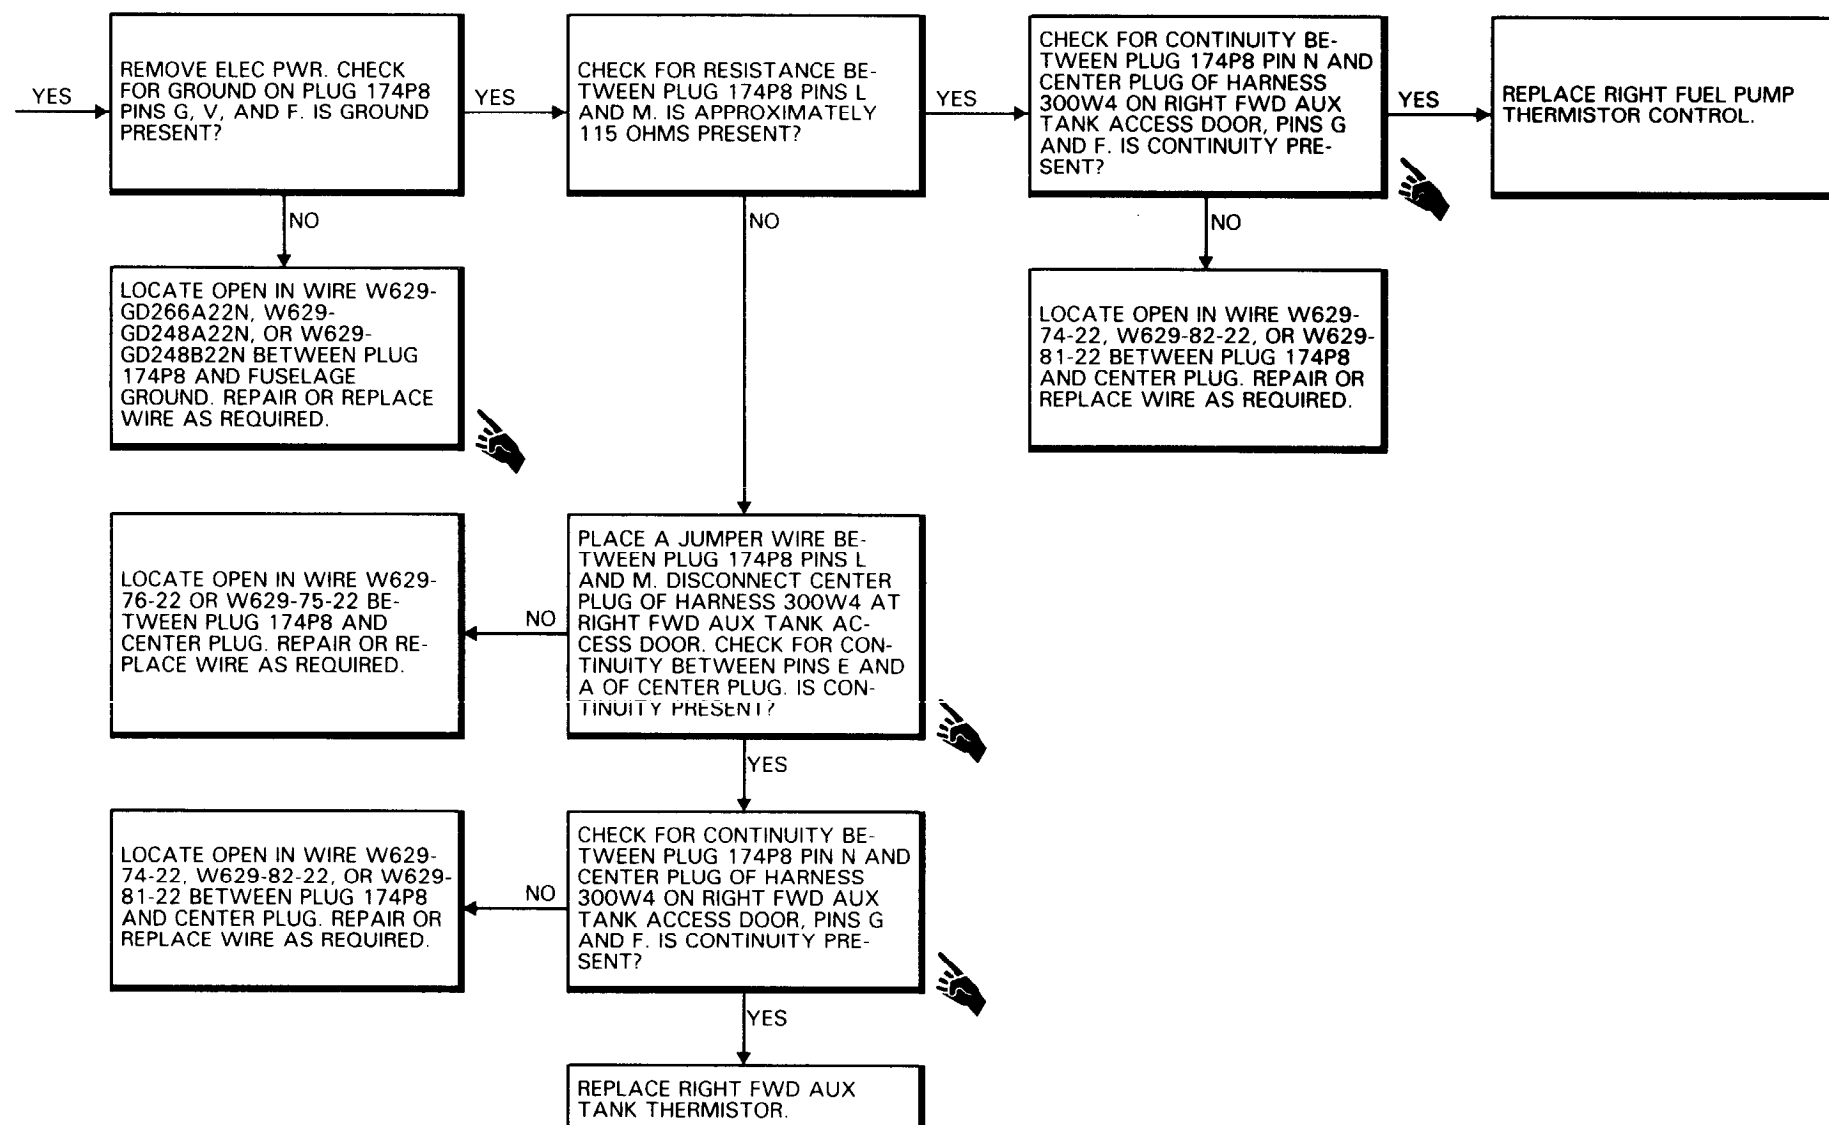 YES
REMOVE ELEC PWR. CHECK
FOR GROUND ON PLUG 174P8
PINS G, V, AND F. IS GROUND
PRESENT?
YES
CHECK FOR RESISTANCE BE-
TWEEN PLUG 174P8 PINS L
AND M. IS APPROXIMATELY
115 OHMS PRESENT?
YES
CHECK FOR CONTINUITY BE-
TWEEN PLUG 174P8 PIN N AND
CENTER PLUG OF HARNESS
300W4 ON RIGHT FWD AUX
TANK ACCESS DOOR, PINS G
AND F. IS CONTINUITY PRE-
SENT?
YES
REPLACE RIGHT FUEL PUMP
THERMISTOR CONTROL.
NO
NO
NO
LOCATE OPEN IN WIRE W629-
GD266A22N, W629-
GD248A22N, OR W629-
GD248B22N BETWEEN PLUG
174P8 AND FUSELAGE
GROUND. REPAIR OR REPLACE
WIRE AS REQUIRED.
LOCATE OPEN IN WIRE W629-
74-22, W629-82-22, OR W629-
81-22 BETWEEN PLUG 174P8
AND CENTER PLUG. REPAIR OR
REPLACE WIRE AS REQUIRED.
PLACE A JUMPER WIRE BE-
TWEEN PLUG 174P8 PINS L
AND M. DISCONNECT CENTER
PLUG OF HARNESS 300W4 AT
RIGHT FWD AUX TANK AC-
CESS DOOR. CHECK FOR CON-
TINUITY BETWEEN PINS E AND
A OF CENTER PLUG. IS CON-
TINUITY PRESENT?
NO
LOCATE OPEN IN WIRE W629-
76-22 OR W629-75-22 BE-
TWEEN PLUG 174P8 AND
CENTER PLUG. REPAIR OR RE-
PLACE WIRE AS REQUIRED.
YES
CHECK FOR CONTINUITY BE-
TWEEN PLUG 174P8 PIN N AND
CENTER PLUG OF HARNESS
300W4 ON RIGHT FWD AUX
TANK ACCESS DOOR, PINS G
AND F. IS CONTINUITY PRE-
SENT?
NO
LOCATE OPEN IN WIRE W629-
74-22, W629-82-22, OR W629-
81-22 BETWEEN PLUG 174P8
AND CENTER PLUG. REPAIR OR
REPLACE WIRE AS REQUIRED.
YES
REPLACE RIGHT FWD AUX
TANK THERMISTOR.